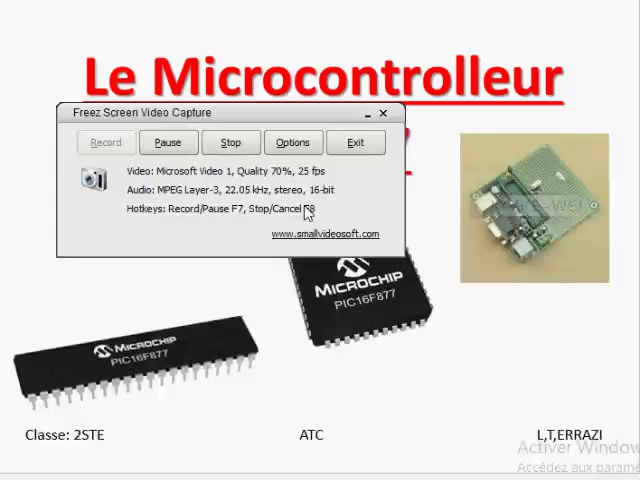 Le Microcontrolleur
Freez Screen Video Capture
Record Pause Stop Options Exit
Video: Microsoft Video 1, Quality 70%, 25 fps
Audio: MPEG Layer-3, 22.05 kHz, stereo, 16-bit
Hotkeys: Record/Pause F7, Stop/Cancel F8
www.smallvideosoft.com
MICROCHIP
PIC16F877
MICROCHIP
PIC16F877
Classe: 2STE
ATC
L,T,ERRAZI
Activer Window
Accédez aux paramè